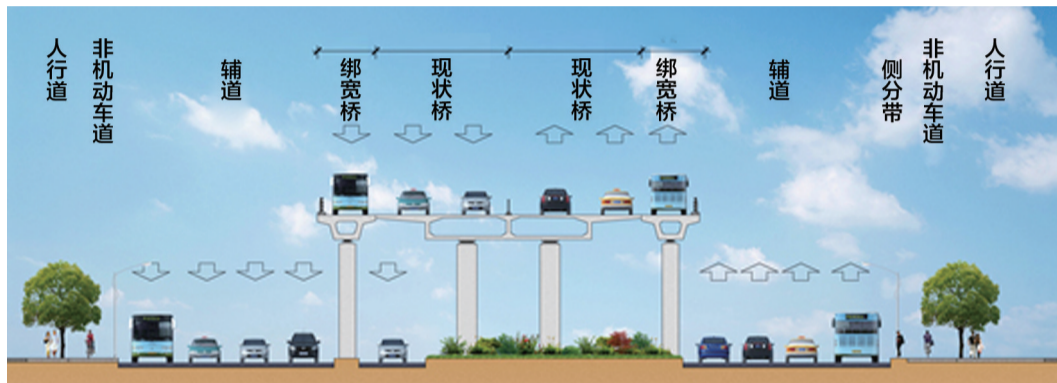 人行道
非机动车道
辅道
绑宽桥
现状桥
现状桥
绑宽桥
辅道
侧分带
非机动车道
人行道